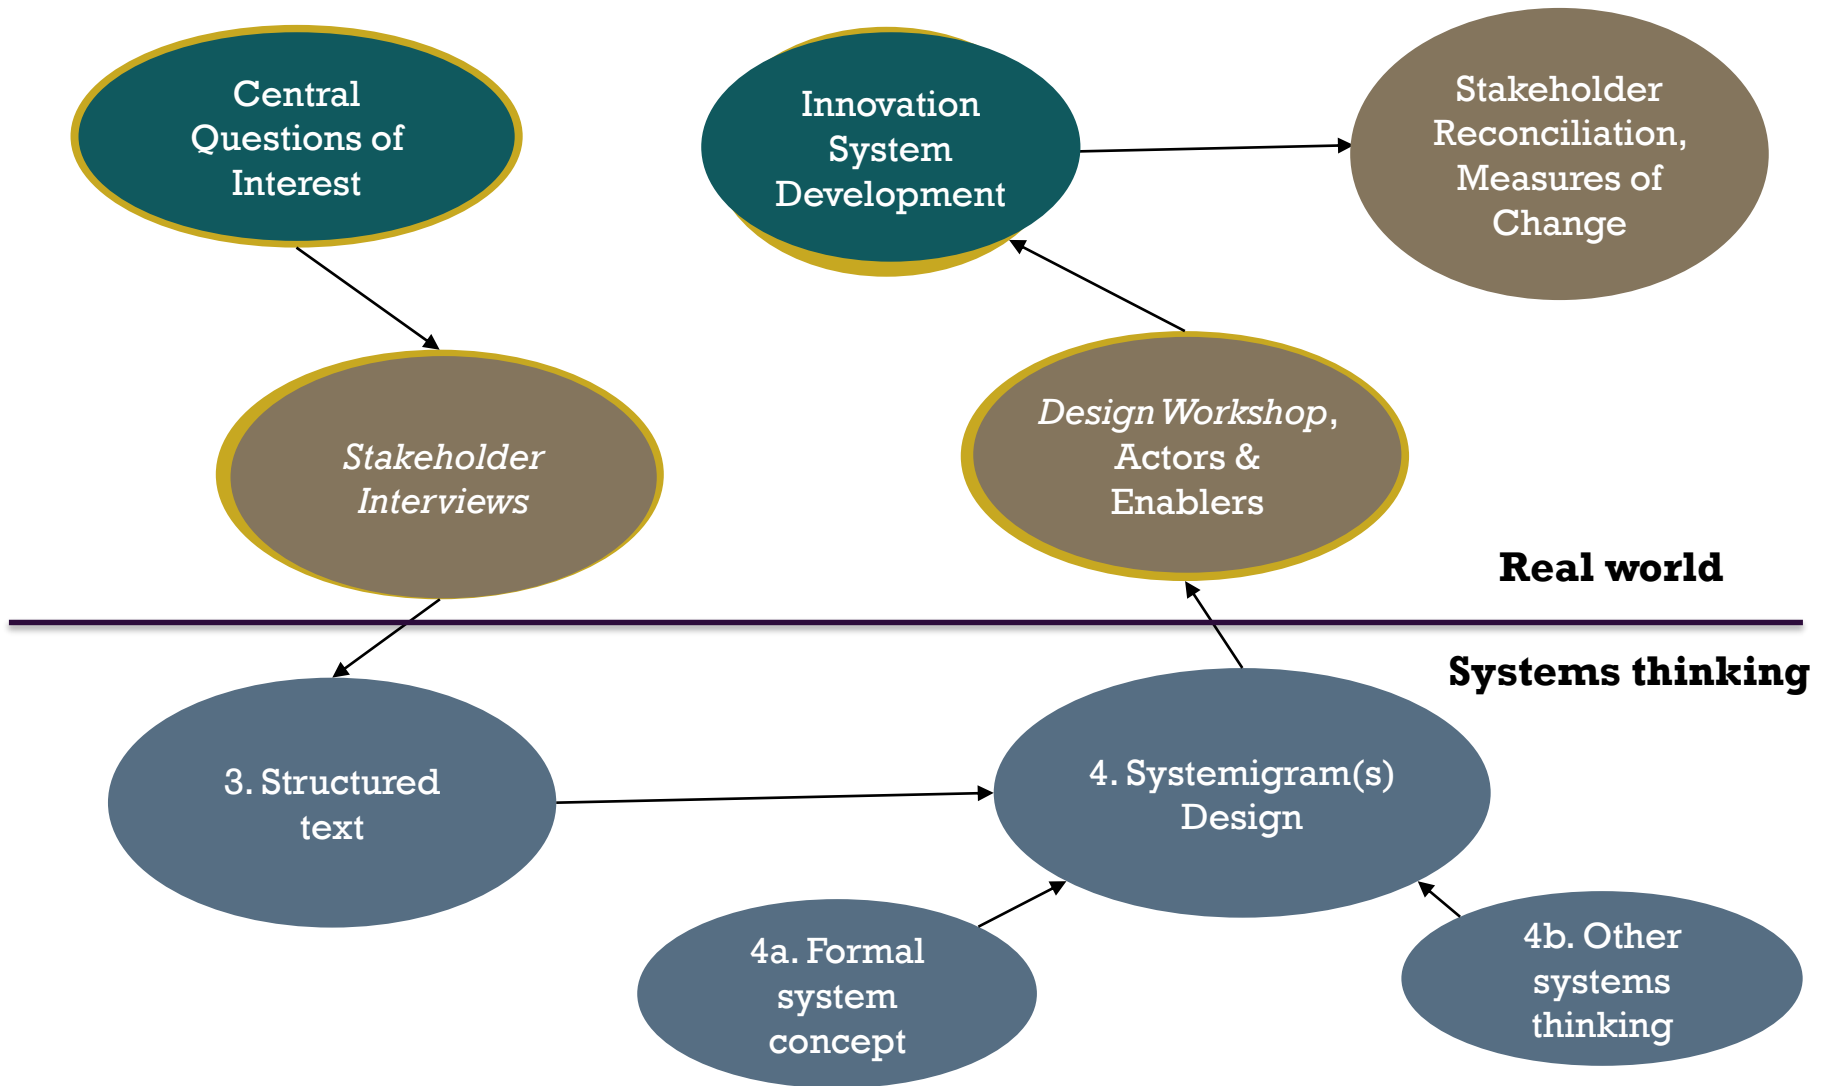 Central
Questions of
Interest
Innovation
System
Development
Stakeholder
Reconciliation,
Measures of
Change
Stakeholder
Interviews
Design Workshop,
Actors &
Enablers
Real world
Systems thinking
3. Structured
text
4. Systemigram(s)
Design
4a. Formal
system
concept
4b. Other
systems
thinking